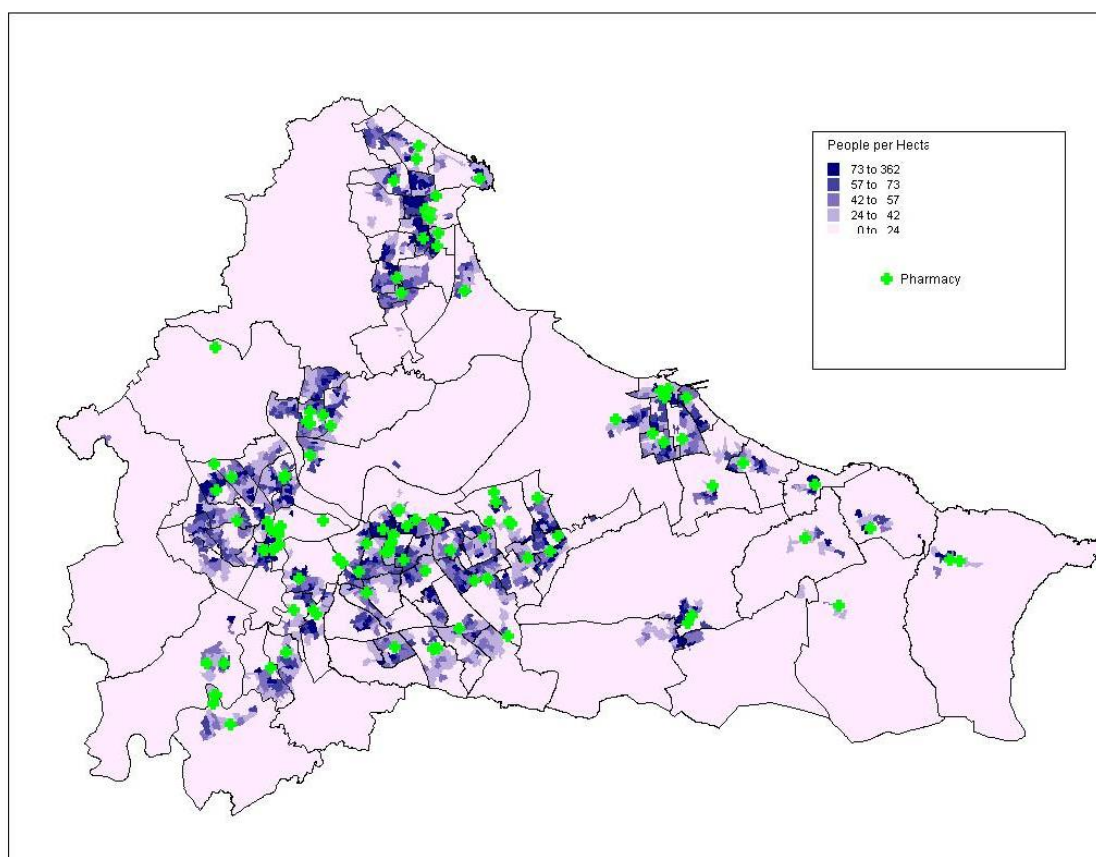 People per Hecta
73 to 362
57 to 73
42 to 57
24 to 42
0 to 24
Pharmacy